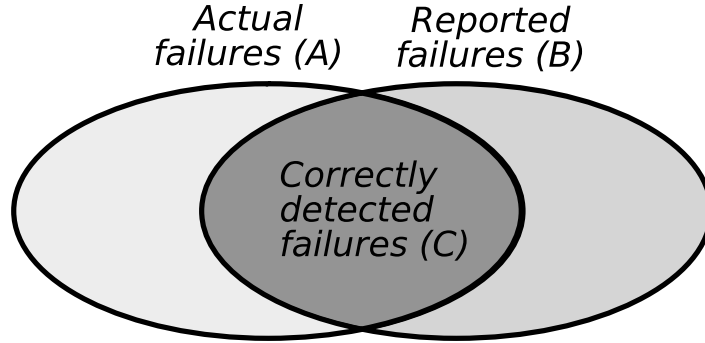 Actual
failures (A)
Reported
failures (B)
Correctly
detected
failures (C)